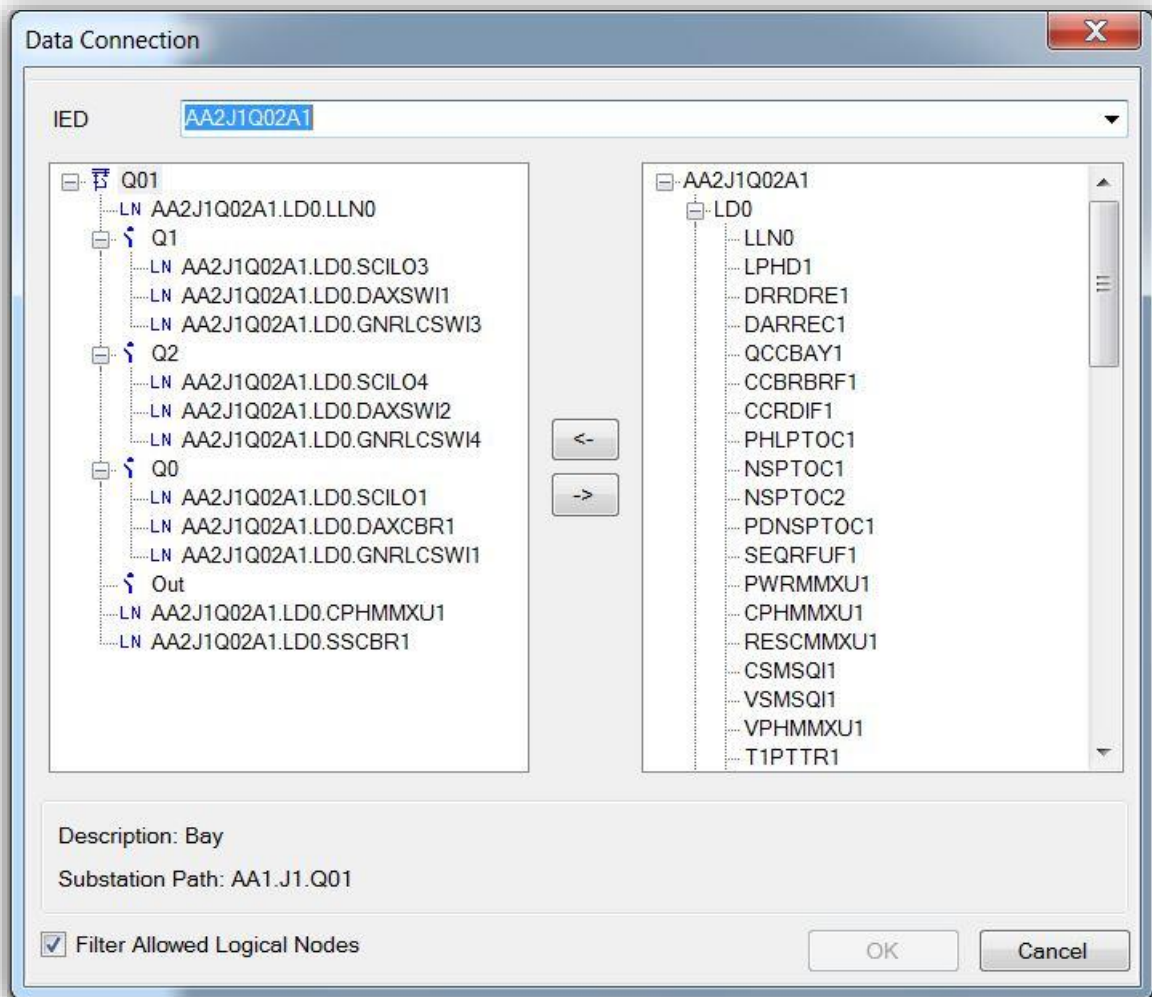 Data Connection
X
IED AA2J1Q02A1
Q01
LN AA2J1Q02A1.LD0.LLN0
Q1
LN AA2J1Q02A1.LD0.SCILO3
LN AA2J1Q02A1.LD0.DAXSWI1
LN AA2J1Q02A1.LD0.GNRLCSWI3
Q2
LN AA2J1Q02A1.LD0.SCILO4
LN AA2J1Q02A1.LD0.DAXSWI2
LN AA2J1Q02A1.LD0.GNRLCSWI4
Q0
LN AA2J1Q02A1.LD0.SCILO1
LN AA2J1Q02A1.LD0.DAXCBR1
LN AA2J1Q02A1.LD0.GNRLCSWI1
Out
LN AA2J1Q02A1.LD0.CPHMMXU1
LN AA2J1Q02A1.LD0.SSCBR1
<-
->
AA2J1Q02A1
LD0
LLN0
LPHD1
DRRDRE1
DARREC1
QCCBAY1
CCBRBRF1
CCRDIF1
PHLPTOC1
NSPTOC1
NSPTOC2
PDNSPTOC1
SEQRFUF1
PWRMMXU1
CPHMMXU1
RESCMMXU1
CSMSQI1
VSMSQI1
VPHMMXU1
T1PTTR1
Description: Bay
Substation Path: AA1.J1.Q01
Filter Allowed Logical Nodes
OK Cancel